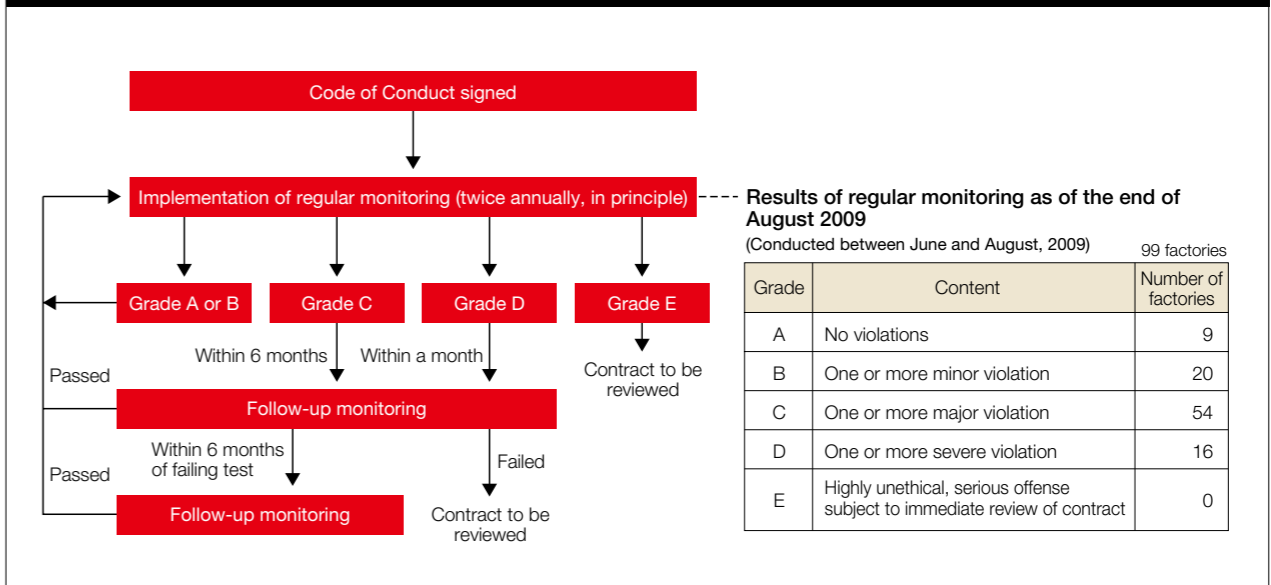 Code of Conduct signed
Implementation of regular monitoring (twice annually, in principle)
Grade A or B
Grade C
Grade D
Grade E
Within 6 months
Within a month
Contract to be
reviewed
Passed
Follow-up monitoring
Within 6 months
of failing test
Failed
Passed
Follow-up monitoring
Contract to be
reviewed
Results of regular monitoring as of the end of
August 2009
(Conducted between June and August, 2009)
99 factories
Grade Content Number of
factories
A No violations 9
B One or more minor violation 20
C One or more major violation 54
D One or more severe violation 16
E Highly unethical, serious offense
subject to immediate review of contract 0